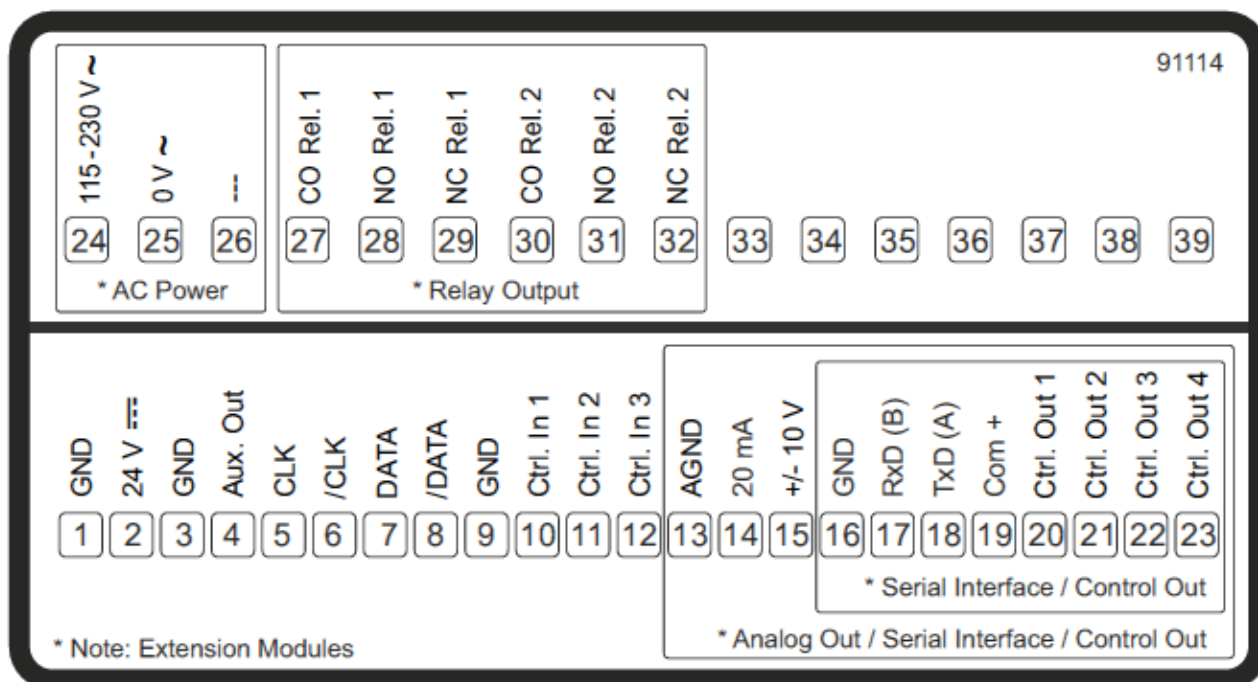 91114
115-230 V ~
0 V ~
---
CO Rel. 1
NO Rel. 1
NC Rel. 1
CO Rel. 2
NO Rel. 2
NC Rel. 2
24 25 26 27 28 29 30 31 32 33 34 35 36 37 38 39
* AC Power
* Relay Output
GND
24 V ⎓
GND
Aux. Out
CLK
/CLK
DATA
/DATA
GND
Ctrl. In 1
Ctrl. In 2
Ctrl. In 3
AGND
20 mA
+/- 10 V
GND
RxD (B)
TxD (A)
Com +
Ctrl. Out 1
Ctrl. Out 2
Ctrl. Out 3
Ctrl. Out 4
1 2 3 4 5 6 7 8 9 10 11 12 13 14 15 16 17 18 19 20 21 22 23
* Serial Interface / Control Out
* Analog Out / Serial Interface / Control Out
* Note: Extension Modules